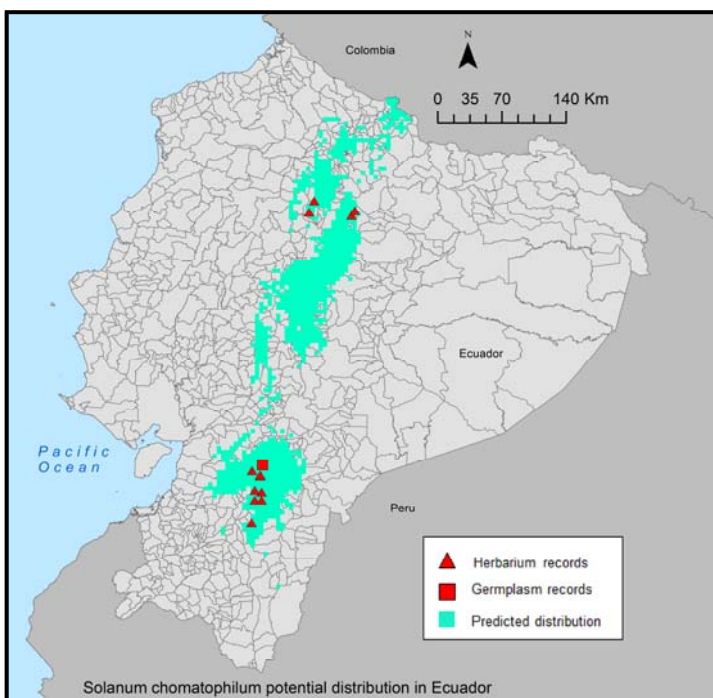 Colombia
N
0 35 70 140 Km
Ecuador
Pacific
Ocean
Peru
Herbarium records
Germplasm records
Predicted distribution
Solanum chomatophilum potential distribution in Ecuador